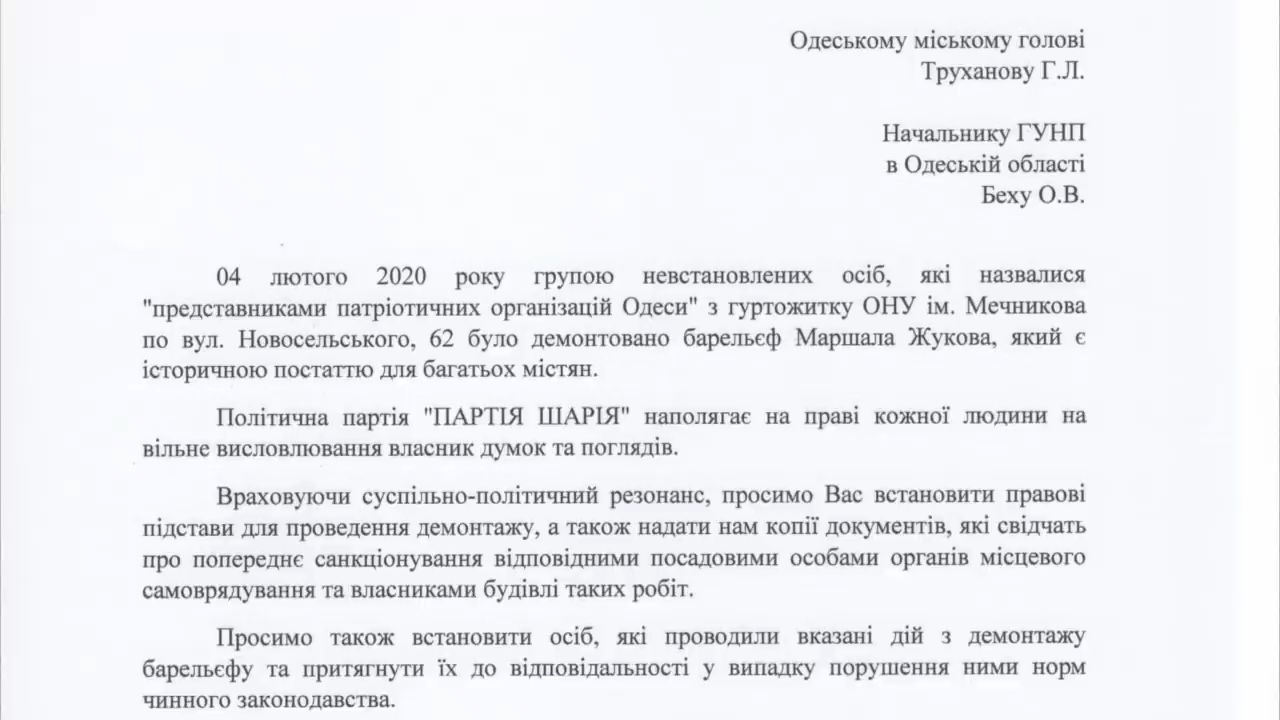 Одеському міському голові
Труханову Г.Л.
Начальнику ГУНП
в Одеській області
Беху О.В.
04 лютого 2020 року групою невстановлених осіб, які назвалися
"представниками патріотичних організацій Одеси" з гуртожитку ОНУ ім. Мечникова
по вул. Новосельського, 62 було демонтовано барельєф Маршала Жукова, який є
історичною постаттю для багатьох містян.
Політична партія "ПАРТІЯ ШАРІЯ" наполягає на праві кожної людини на
вільне висловлювання власник думок та поглядів.
Враховуючи суспільно-політичний резонанс, просимо Вас встановити правові
підстави для проведення демонтажу, а також надати нам копії документів, які свідчать
про попереднє санкціонування відповідними посадовими особами органів місцевого
самоврядування та власниками будівлі таких робіт.
Просимо також встановити осіб, які проводили вказані дій з демонтажу
барельєфу та притягнути їх до відповідальності у випадку порушення ними норм
чинного законодавства.